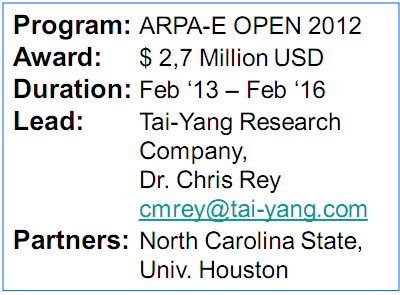 Program: ARPA-E OPEN 2012
Award: $ 2,7 Million USD
Duration: Feb ‘13 – Feb ‘16
Lead: Tai-Yang Research
Company,
Dr. Chris Rey
cmrey@tai-yang.com
Partners: North Carolina State,
Univ. Houston